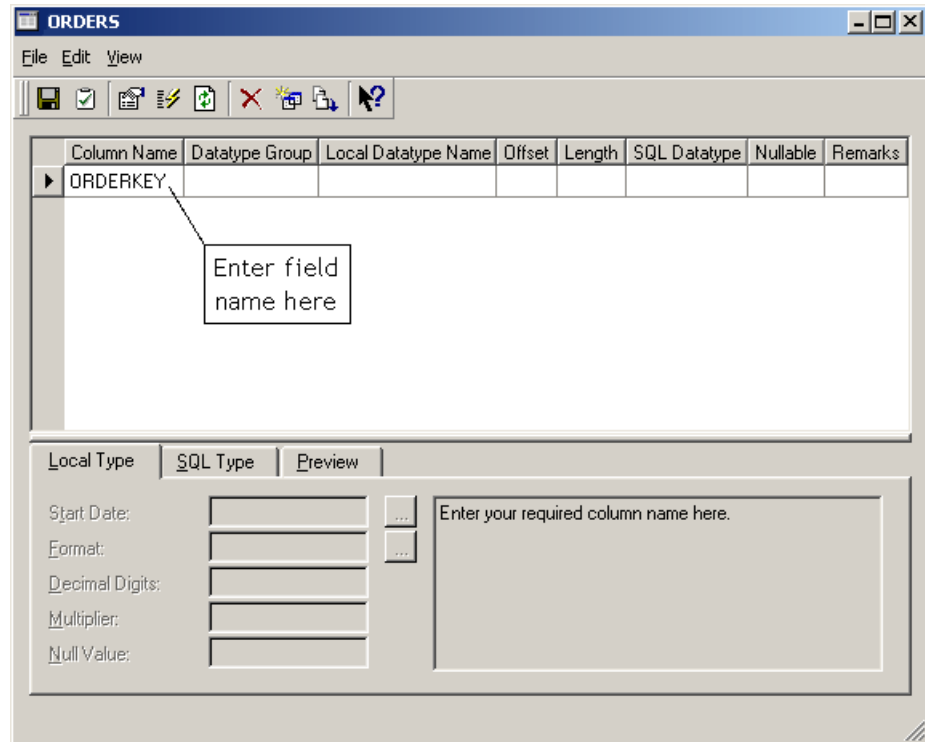 ORDERS
File Edit View
Column Name Datatype Group Local Datatype Name Offset Length SQL Datatype Nullable Remarks
ORDERKEY
Enter field
name here
Local Type SQL Type Preview
Start Date: ... Enter your required column name here.
Format: ...
Decimal Digits:
Multiplier:
Null Value: